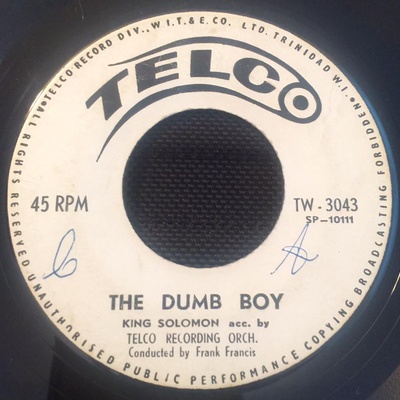 TELCO RECORD DIV., W.I.T. & E. CO. LTD. TRINIDAD W.I.
ALL RIGHTS RESERVED UNAUTHORISED PUBLIC PERFORMANCE COPYING BROADCASTING FORBIDDEN
TELCO
45 RPM
TW - 3043
SP-10111
THE DUMB BOY
KING SOLOMON acc. by
TELCO RECORDING ORCH.
Conducted by Frank Francis